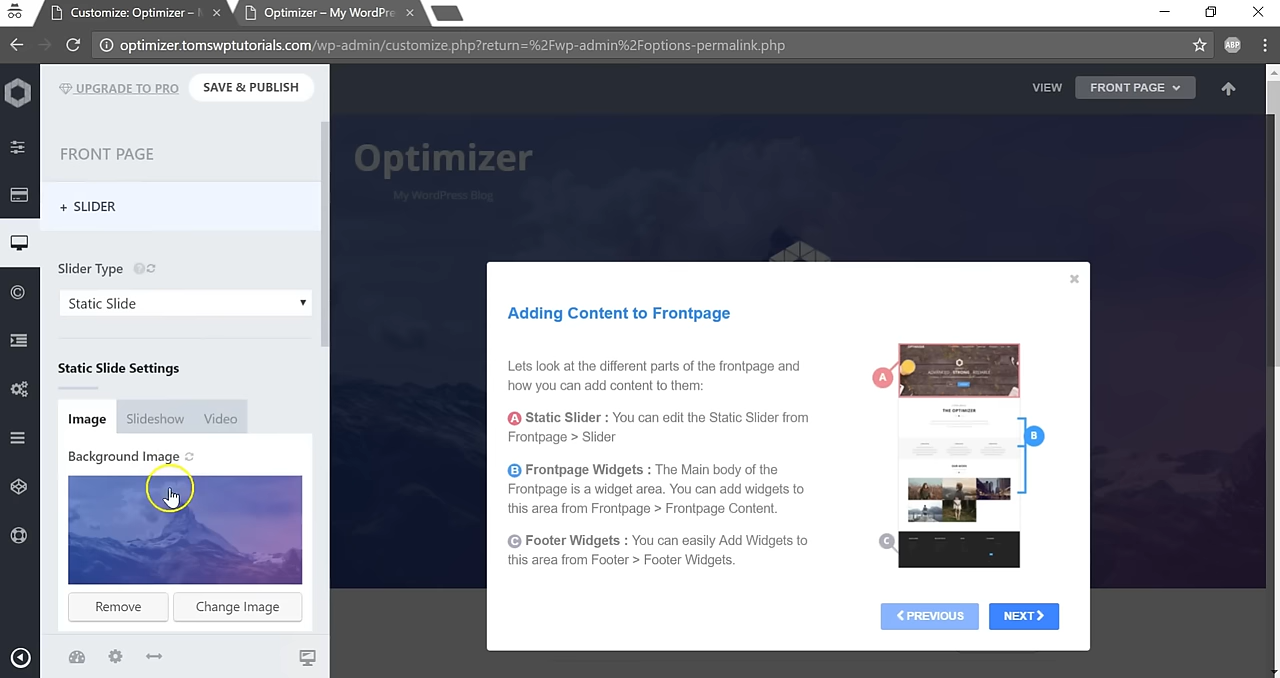 Customize: Optimizer –
Optimizer – My WordPre
optimizer.tomswptutorials.com/wp-admin/customize.php?return=%2Fwp-admin%2Foptions-permalink.php
ABP
UPGRADE TO PRO
SAVE & PUBLISH
VIEW
FRONT PAGE
FRONT PAGE
Optimizer
My WordPress Blog
+ SLIDER
Slider Type
Static Slide
Static Slide Settings
Image
Slideshow
Video
Background Image
Remove
Change Image
Adding Content to Frontpage
Lets look at the different parts of the frontpage and
how you can add content to them:
A Static Slider : You can edit the Static Slider from
Frontpage > Slider
B Frontpage Widgets : The Main body of the
Frontpage is a widget area. You can add widgets to
this area from Frontpage > Frontpage Content.
C Footer Widgets : You can easily Add Widgets to
this area from Footer > Footer Widgets.
A
THE OPTIMIZER
B
C
PREVIOUS
NEXT